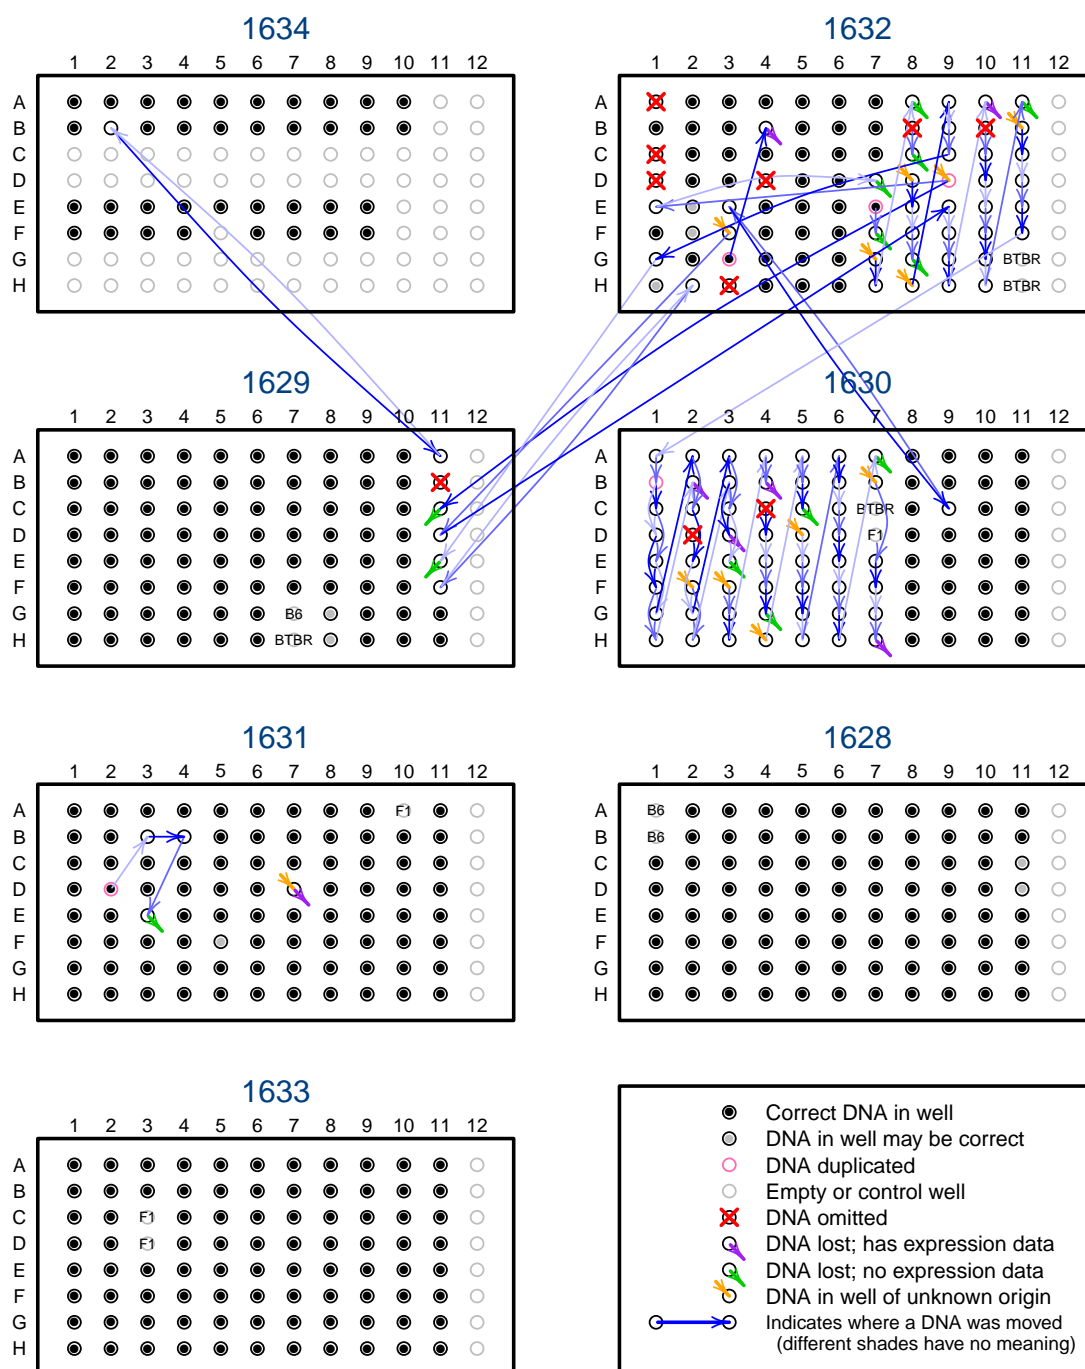 1634
1 2 3 4 5 6 7 8 9 10 11 12
A
B
C
D
E
F
G
H
1632
1 2 3 4 5 6 7 8 9 10 11 12
A
B
C
D
E
F
G BTBR
H BTBR
1629
1 2 3 4 5 6 7 8 9 10 11 12
A
B
C
D
E
F
G B6
H BTBR
1630
1 2 3 4 5 6 7 8 9 10 11 12
A
B
C BTBR
D F1
E
F
G
H
1631
1 2 3 4 5 6 7 8 9 10 11 12
A F1
B
C
D
E
F
G
H
1628
1 2 3 4 5 6 7 8 9 10 11 12
A B6
B B6
C
D
E
F
G
H
1633
1 2 3 4 5 6 7 8 9 10 11 12
A
B
C F1
D F1
E
F
G
H
Correct DNA in well
DNA in well may be correct
DNA duplicated
Empty or control well
DNA omitted
DNA lost; has expression data
DNA lost; no expression data
DNA in well of unknown origin
Indicates where a DNA was moved
(different shades have no meaning)